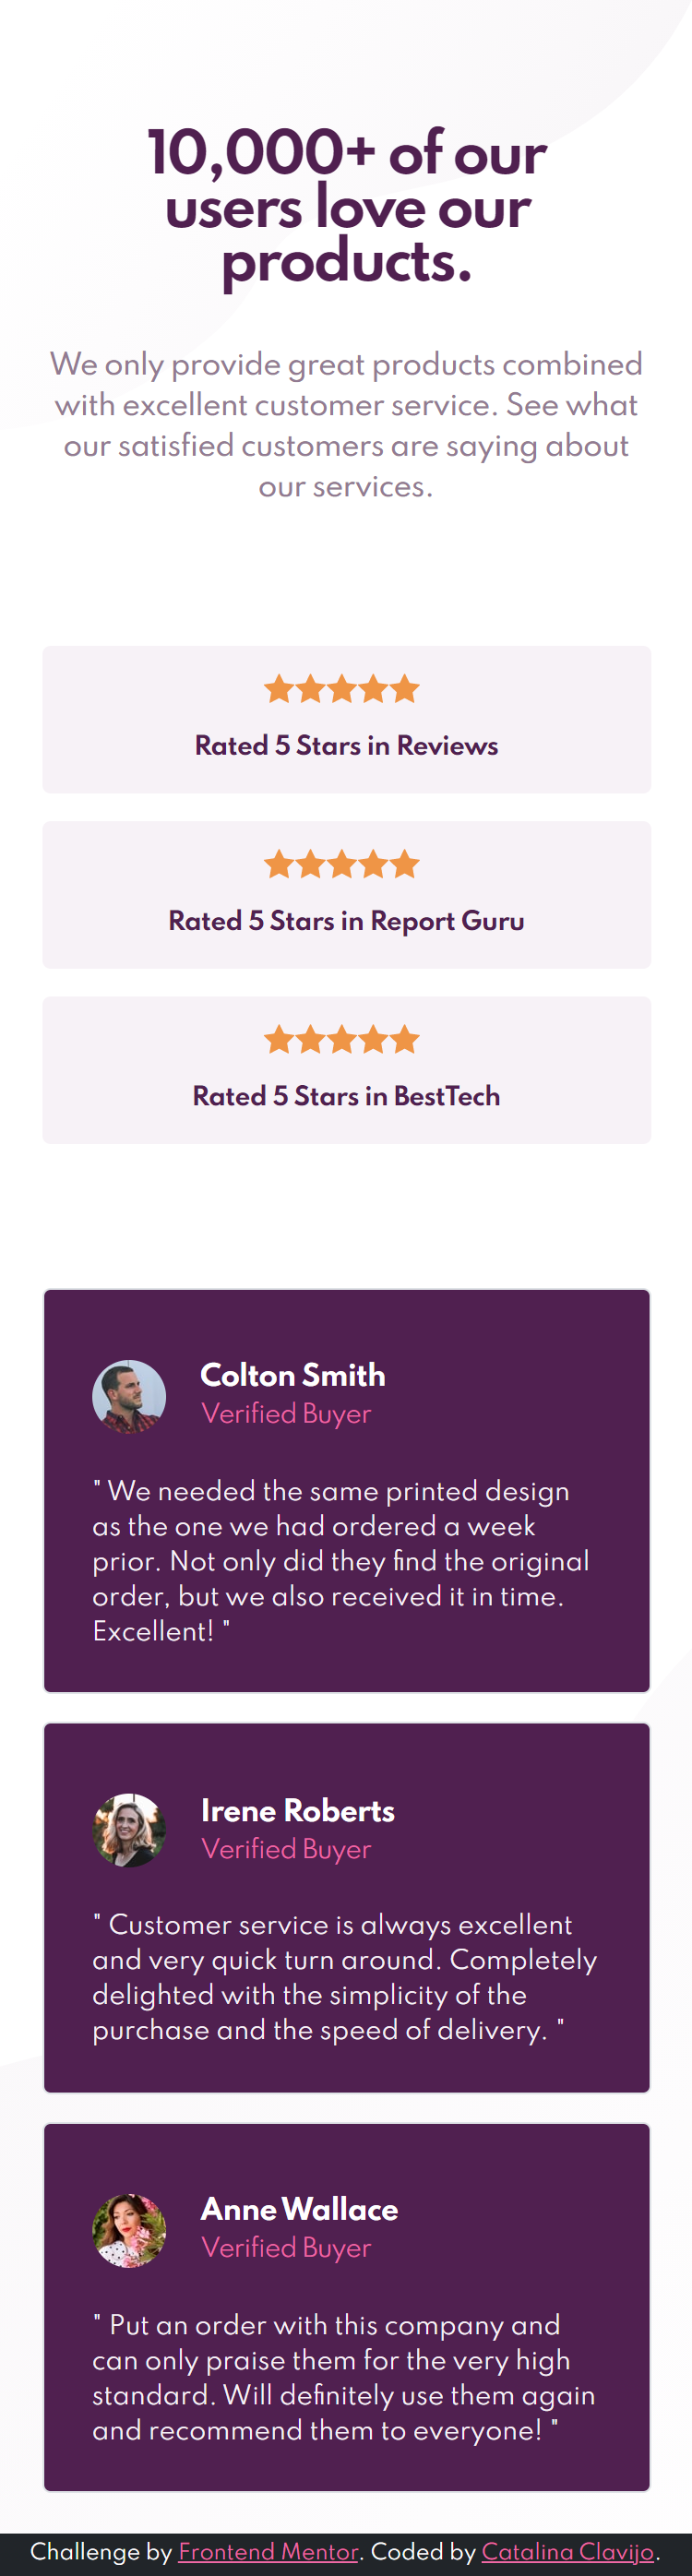 10,000+ of our
users love our
products.
We only provide great products combined
with excellent customer service. See what
our satisfied customers are saying about
our services.
Rated 5 Stars in Reviews
Rated 5 Stars in Report Guru
Rated 5 Stars in BestTech
Colton Smith
Verified Buyer
" We needed the same printed design
as the one we had ordered a week
prior. Not only did they find the original
order, but we also received it in time.
Excellent! "
Irene Roberts
Verified Buyer
" Customer service is always excellent
and very quick turn around. Completely
delighted with the simplicity of the
purchase and the speed of delivery. "
Anne Wallace
Verified Buyer
" Put an order with this company and
can only praise them for the very high
standard. Will definitely use them again
and recommend them to everyone! "
Challenge by Frontend Mentor. Coded by Catalina Clavijo.